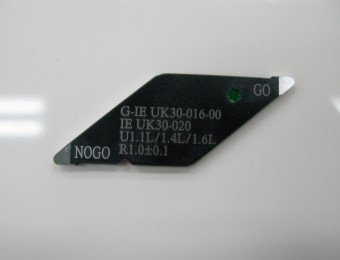 GO
G-IE UK30-016-00
IE UK30-020
U1.1L/1.4L/1.6L
NOGO R1.0±0.1